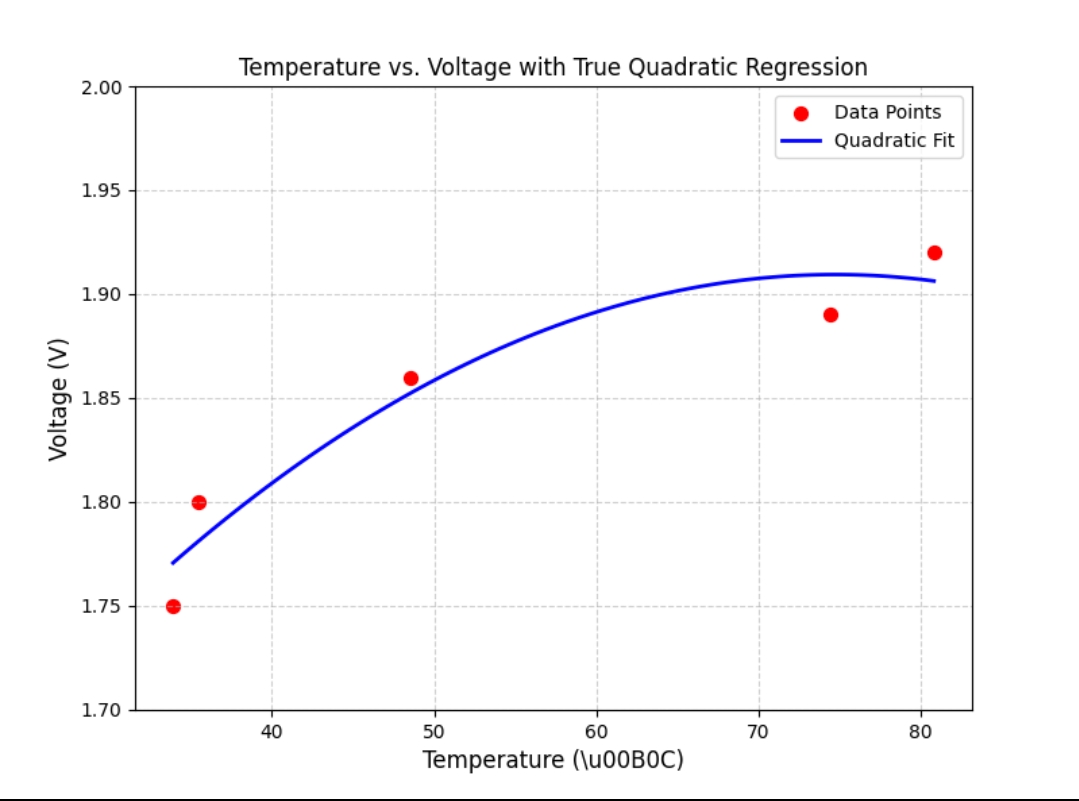 Temperature vs. Voltage with True Quadratic Regression
2.00
Data Points
Quadratic Fit
1.95
1.90
1.85
Voltage (V)
1.80
1.75
1.70
40 50 60 70 80
Temperature (\u00B0C)